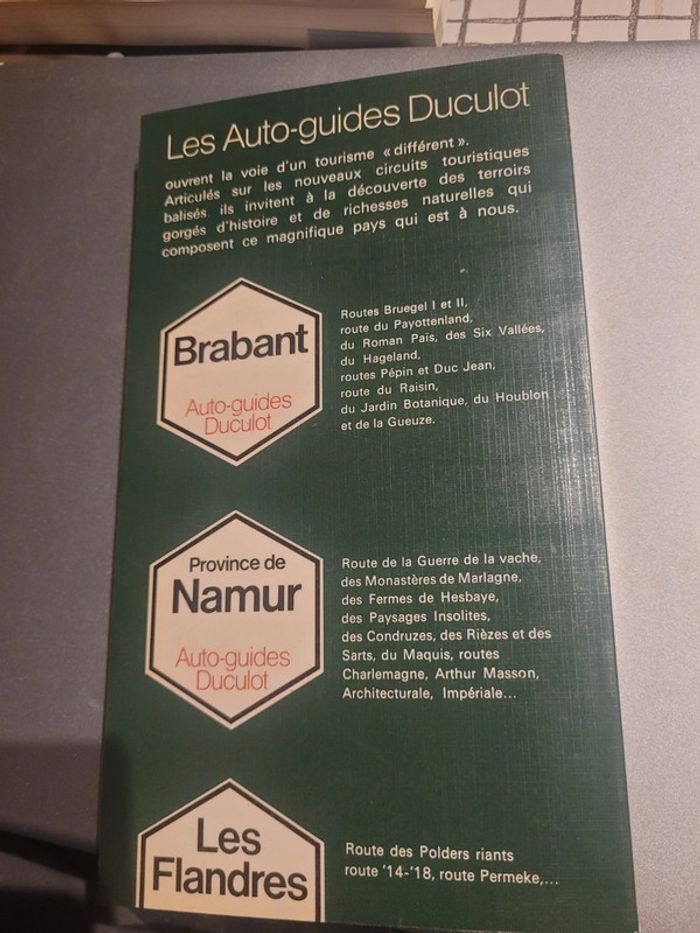 Les Auto-guides Duculot
ouvrent la voie d'un tourisme « différent ».
Articulés sur les nouveaux circuits touristiques
balisés ils invitent à la découverte des terroirs
gorgés d'histoire et de richesses naturelles qui
composent ce magnifique pays qui est à nous.
Brabant
Auto-guides
Duculot
Routes Bruegel I et II,
route du Payottenland,
du Roman Païs, des Six Vallées,
du Hageland,
routes Pépin et Duc Jean,
route du Raisin,
du Jardin Botanique, du Houblon
et de la Gueuze.
Province de
Namur
Auto-guides
Duculot
Route de la Guerre de la vache,
des Monastères de Marlagne,
des Fermes de Hesbaye,
des Paysages Insolites,
des Condruzes, des Rièzes et des
Sarts, du Maquis, routes
Charlemagne, Arthur Masson,
Architecturale, Impériale...
Les
Flandres
Route des Polders riants
route '14-'18, route Permeke,...